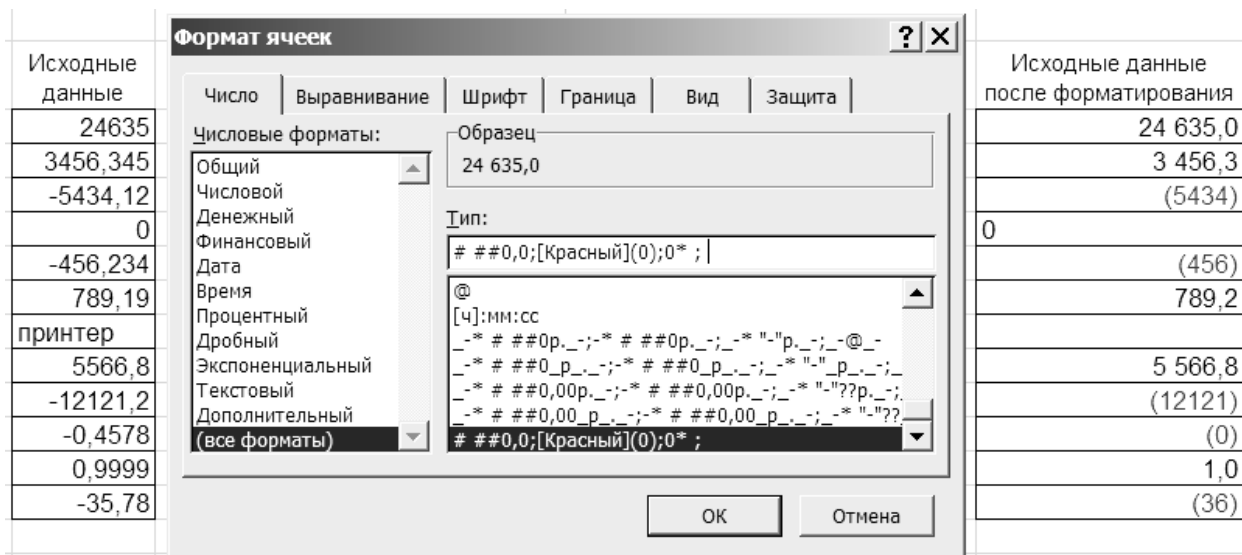 Исходные
данные
24635
3456,345
-5434,12
0
-456,234
789,19
принтер
5566,8
-12121,2
-0,4578
0,9999
-35,78
Формат ячеек
Число Выравнивание Шрифт Граница Вид Защита
Числовые форматы:
Общий
Числовой
Денежный
Финансовый
Дата
Время
Процентный
Дробный
Экспоненциальный
Текстовый
Дополнительный
(все форматы)
Образец
24 635,0
Тип:
# ##0,0;[Красный](0);0* ;
@
[ч]:мм:сс
_-* # ##0р._-;-* # ##0р._-;_-* "-"р._-;_-@_-
_-* # ##0_р_._-;-* # ##0_р_._-;_-* "-"_р_._-;_
_-* # ##0,00р._-;-* # ##0,00р._-;_-* "-"??р._-;
_-* # ##0,00_р_._-;-* # ##0,00_р_._-;_-* "-"??_
# ##0,0;[Красный](0);0* ;
ОК Отмена
Исходные данные
после форматирования
24 635,0
3 456,3
(5434)
0
(456)
789,2
5 566,8
(12121)
(0)
1,0
(36)